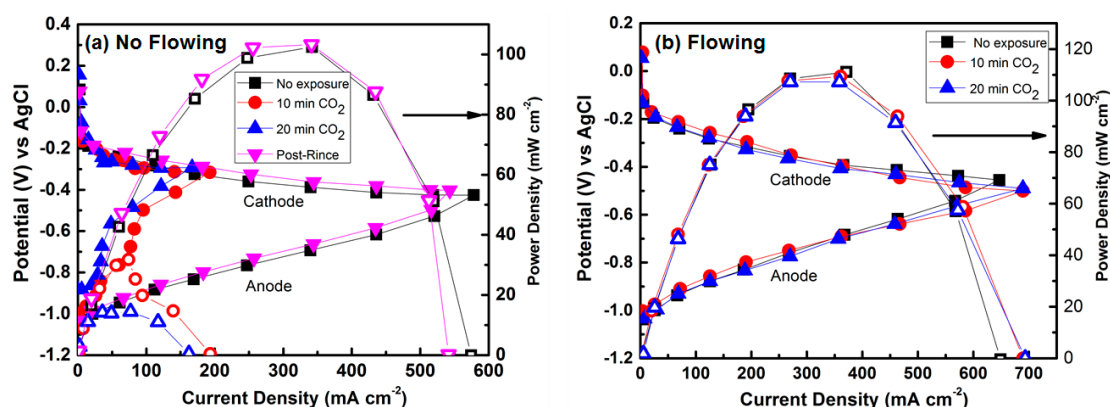 (a) No Flowing
No exposure
10 min CO2
20 min CO2
Post-Rince
Cathode
Anode
Potential (V) vs AgCl
0.4
0.2
0.0
-0.2
-0.4
-0.6
-0.8
-1.0
-1.2
0 100 200 300 400 500 600
Current Density (mA cm-2)
100
80
60
40
20
0
Power Density (mW cm-2)
(b) Flowing
No exposure
10 min CO2
20 min CO2
Cathode
Anode
Potential (V) vs AgCl
0.2
0.0
-0.2
-0.4
-0.6
-0.8
-1.0
-1.2
0 100 200 300 400 500 600 700
Current Density (mA cm-2)
120
100
80
60
40
20
0
Power Density (mW cm-2)